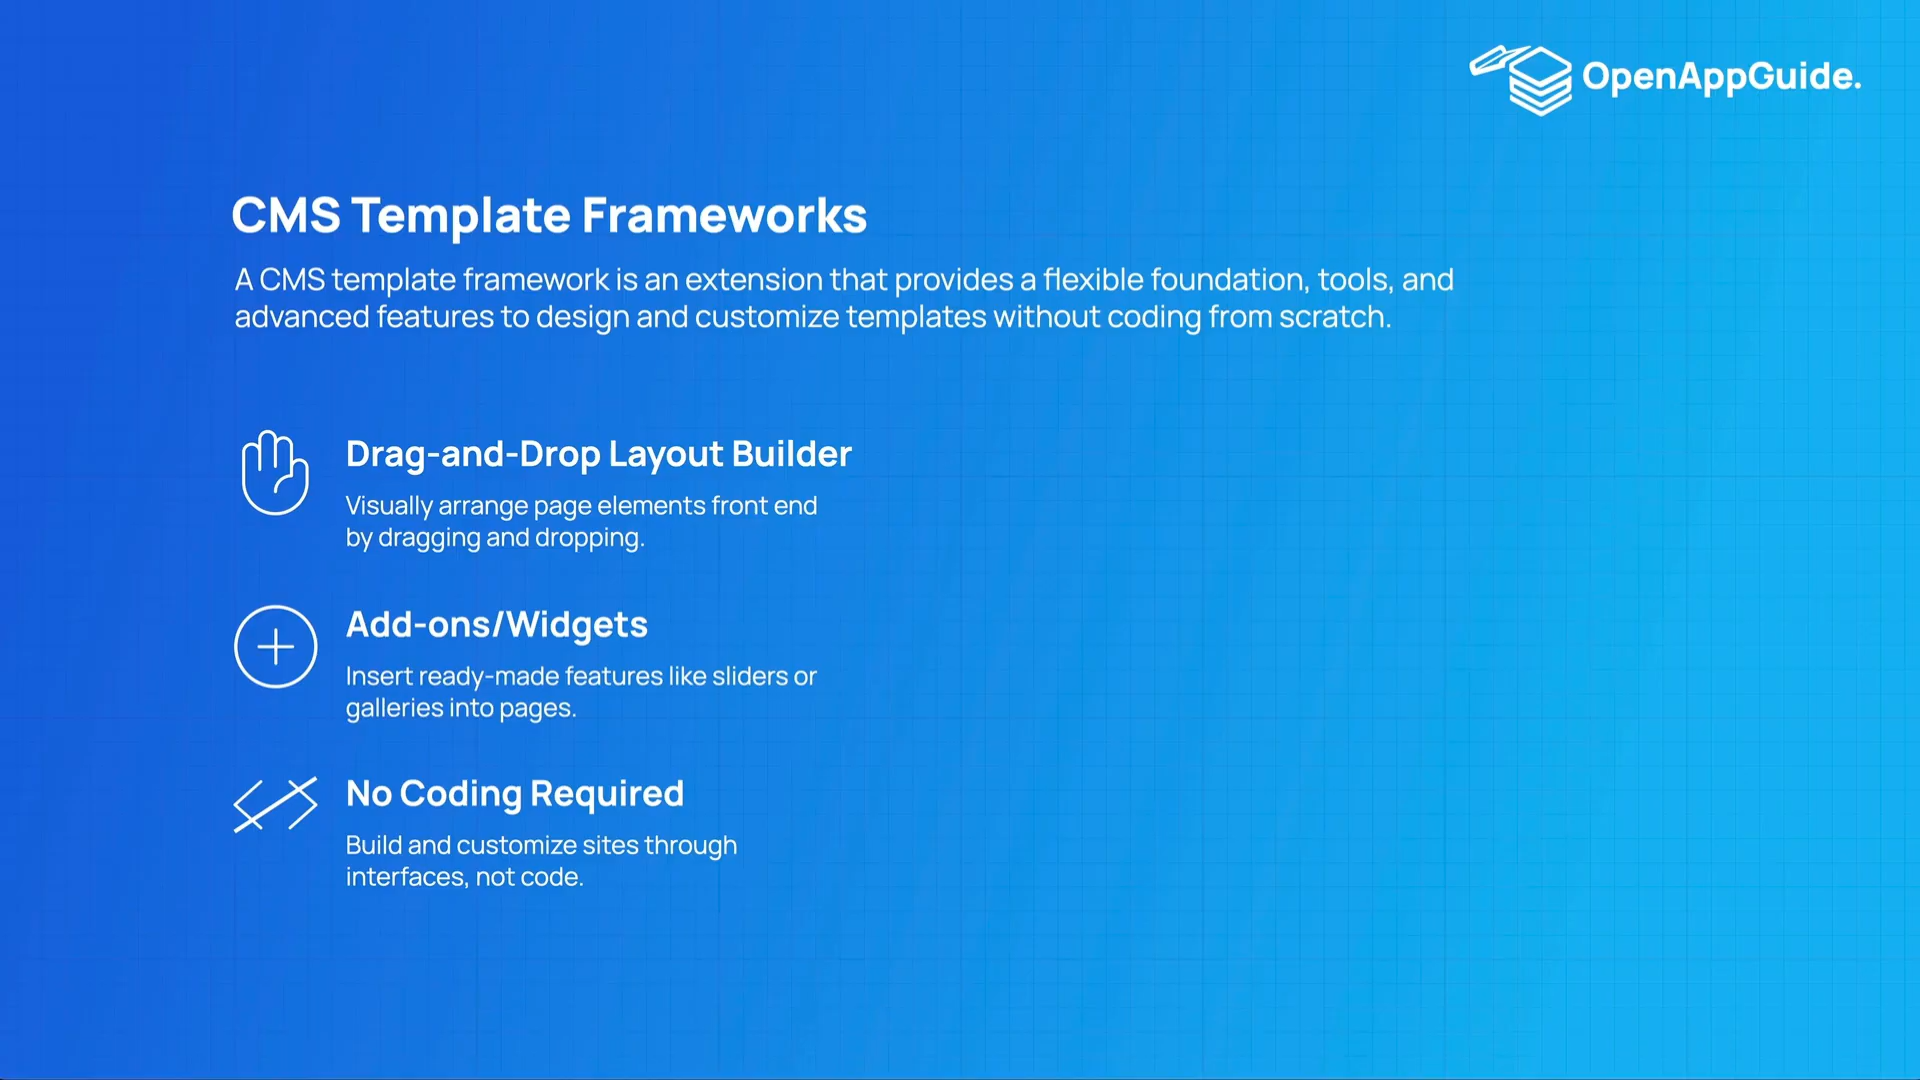 OpenAppGuide.
CMS Template Frameworks
A CMS template framework is an extension that provides a flexible foundation, tools, and
advanced features to design and customize templates without coding from scratch.
Drag-and-Drop Layout Builder
Visually arrange page elements front end
by dragging and dropping.
Add-ons/Widgets
Insert ready-made features like sliders or
galleries into pages.
No Coding Required
Build and customize sites through
interfaces, not code.